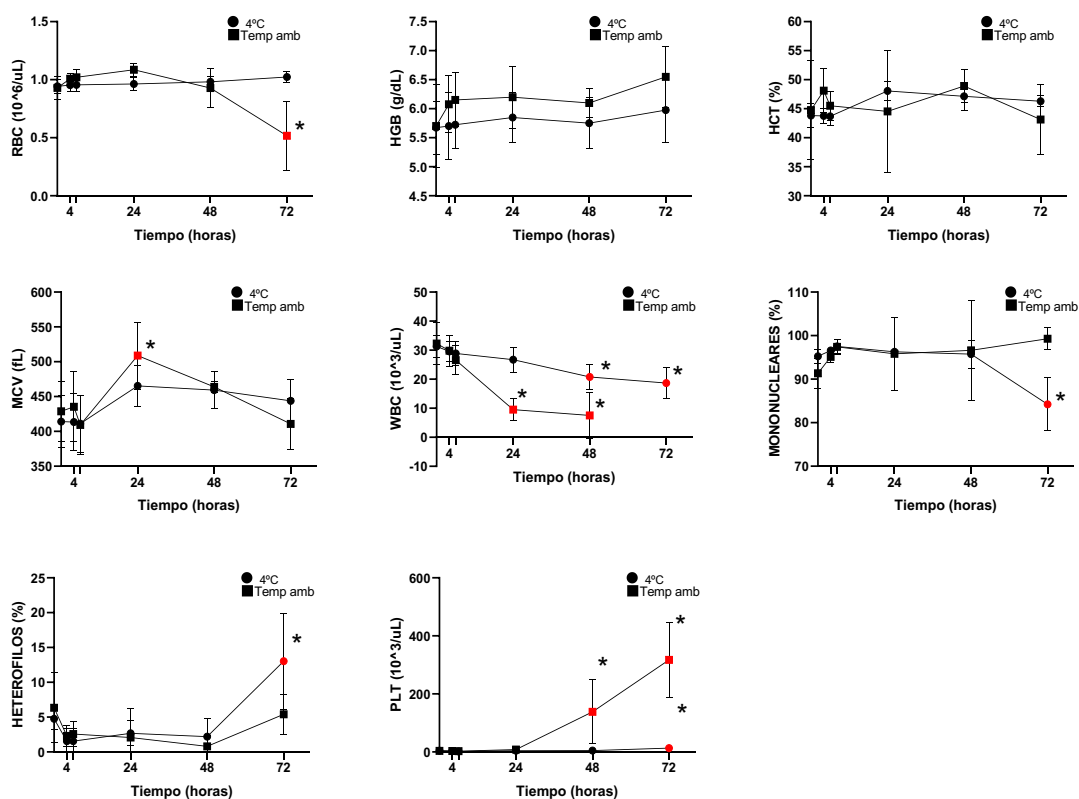 4ºC
Temp amb
RBC (10^6/uL)
1.5
1.0
0.5
0.0
4 24 48 72
Tiempo (horas)
4ºC
Temp amb
HGB (g/dL)
7.5
7.0
6.5
6.0
5.5
5.0
4.5
4 24 48 72
Tiempo (horas)
4ºC
Temp amb
HCT (%)
60
55
50
45
40
35
30
4 24 48 72
Tiempo (horas)
*
4ºC
Temp amb
MCV (fL)
600
550
500
450
400
350
4 24 48 72
Tiempo (horas)
*
4ºC
Temp amb
WBC (10^3/uL)
50
40
30
20
10
0
-10
4 24 48 72
Tiempo (horas)
* * * *
4ºC
Temp amb
MONONUCLEARES (%)
110
100
90
80
70
4 24 48 72
Tiempo (horas)
*
4ºC
Temp amb
HETEROFILOS (%)
25
20
15
10
5
0
4 24 48 72
Tiempo (horas)
*
4ºC
Temp amb
PLT (10^3/uL)
600
400
200
0
4 24 48 72
Tiempo (horas)
* * *